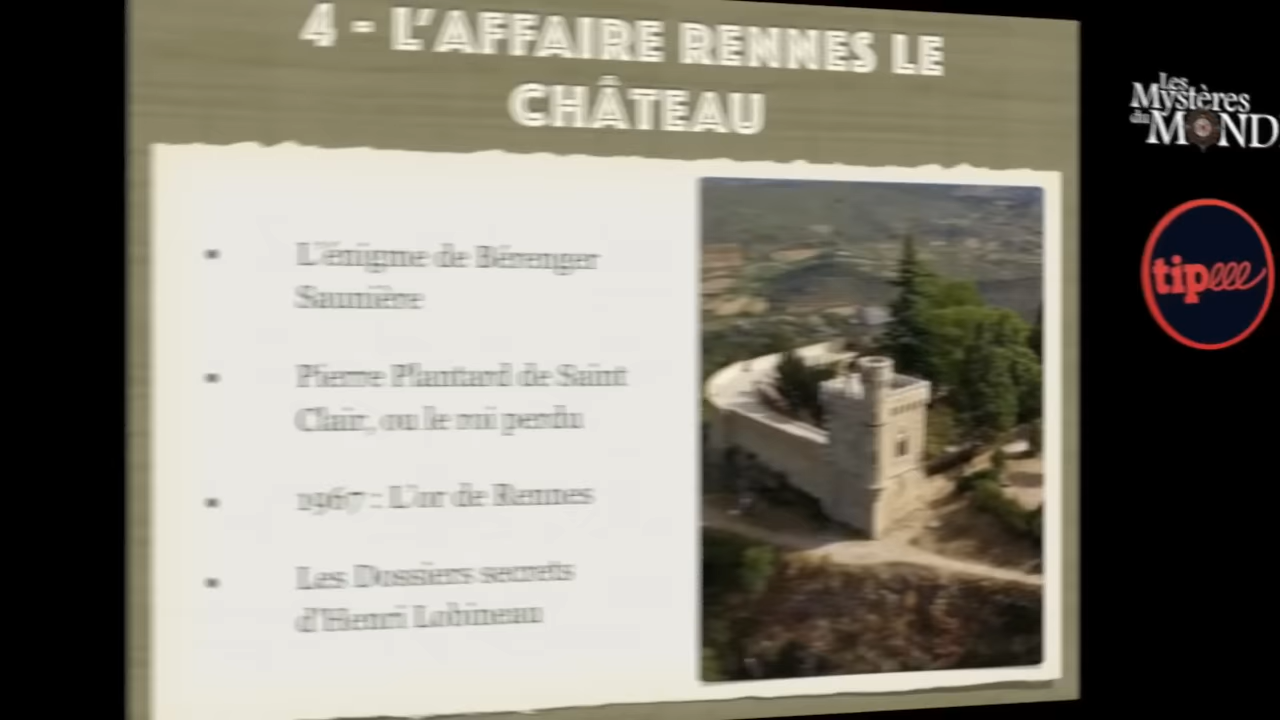 4 - L'AFFAIRE RENNES LE
CHÂTEAU
• L'énigme de Bérenger
Saunière
• Pierre Plantard de Saint
Clair, ou le roi perdu
• 1967 : L'or de Rennes
• Les Dossiers secrets
d'Henri Lobineau
Les
Mystères
du MOND
tipeee